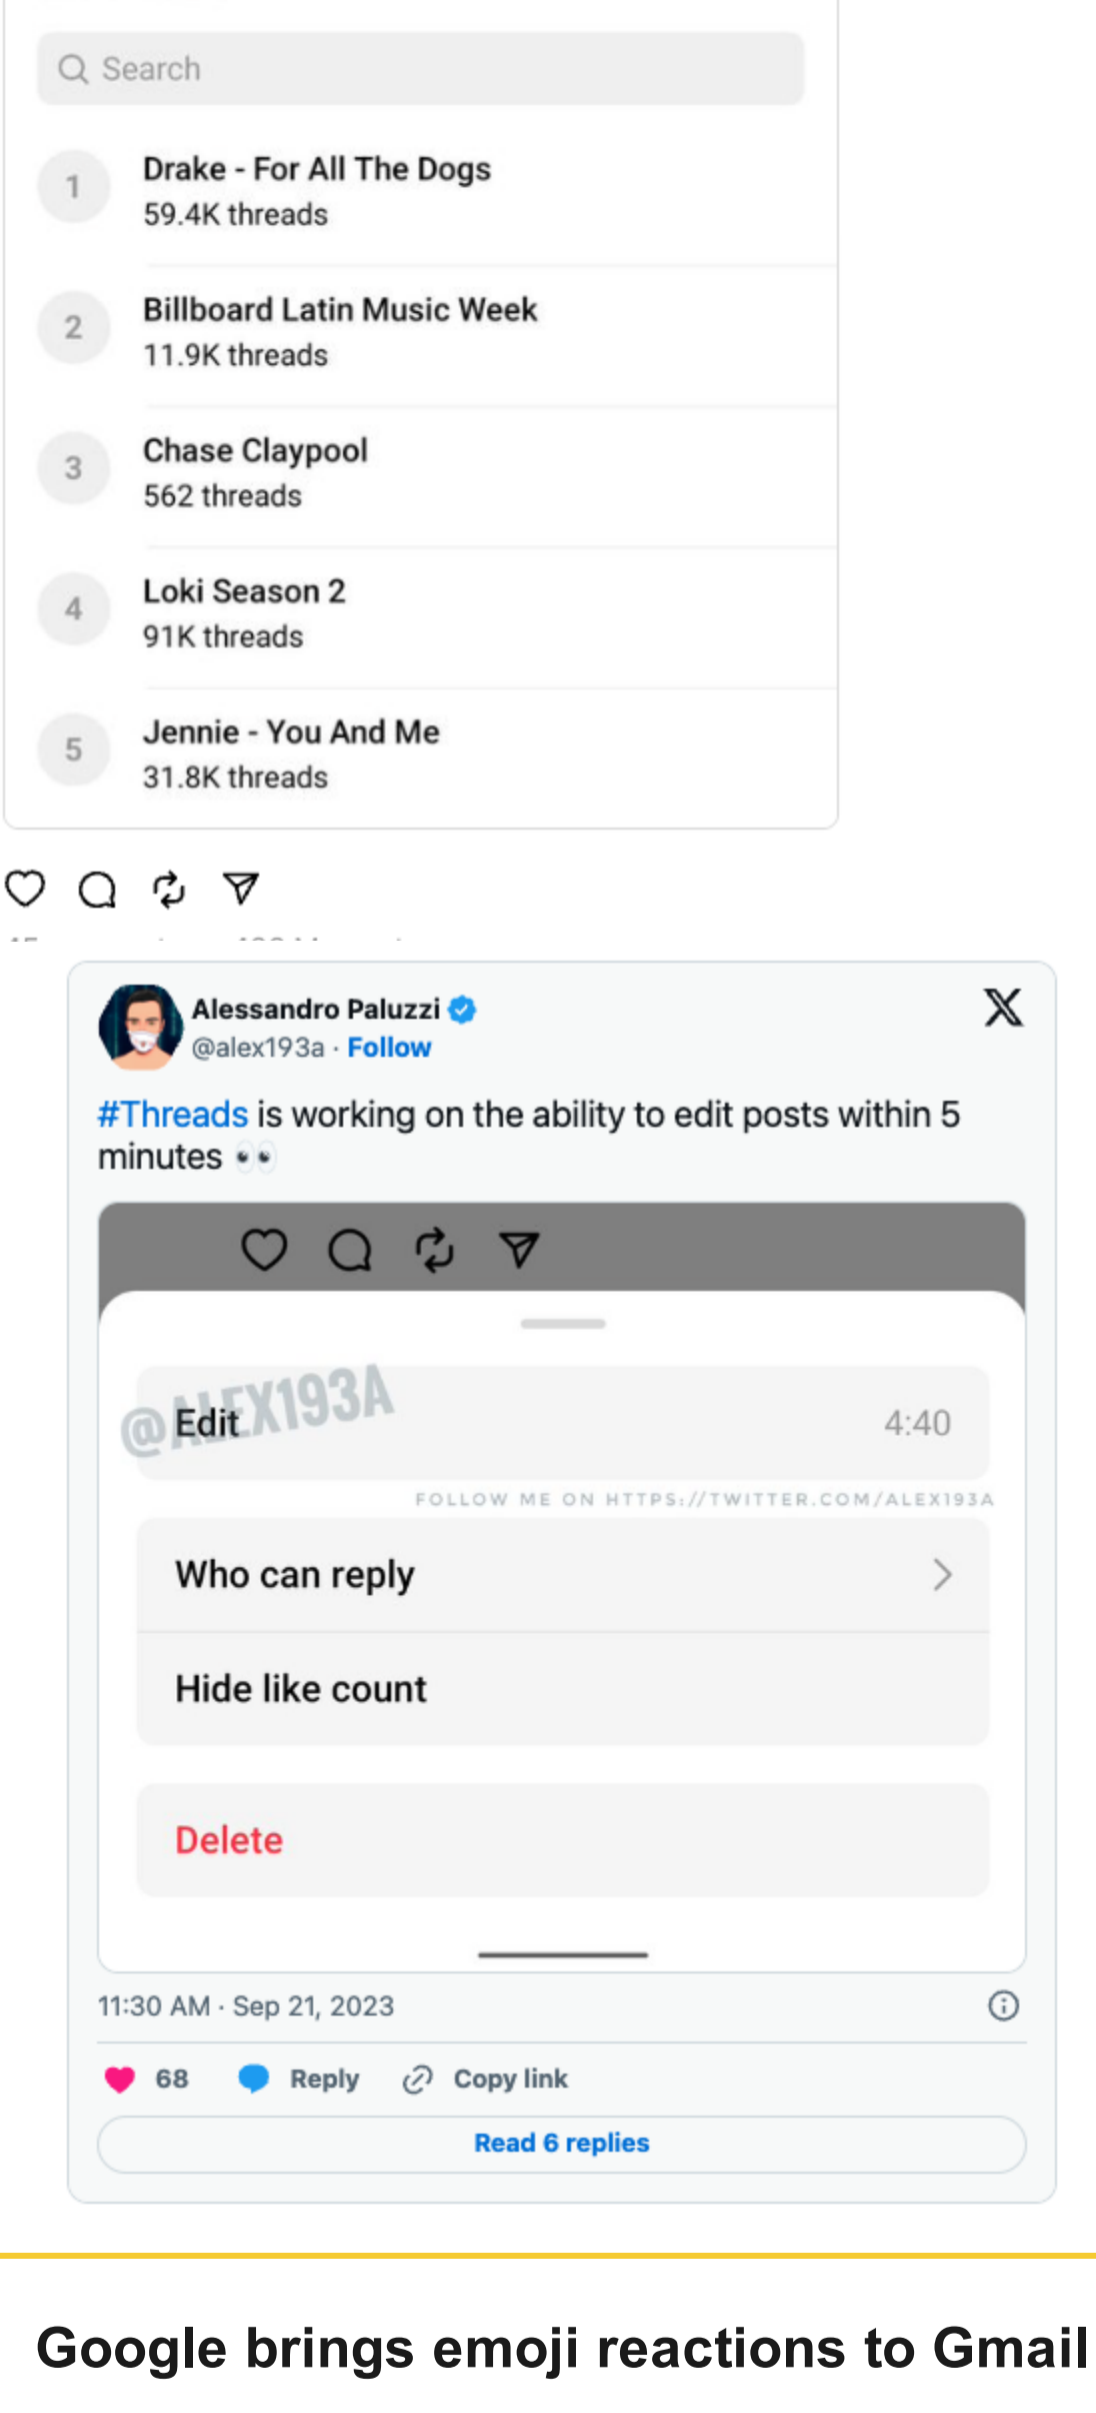 Search
1
Drake - For All The Dogs
59.4K threads
2
Billboard Latin Music Week
11.9K threads
3
Chase Claypool
562 threads
4
Loki Season 2
91K threads
5
Jennie - You And Me
31.8K threads
Alessandro Paluzzi
@alex193a · Follow
#Threads is working on the ability to edit posts within 5
minutes 👀
@ALEX193A
Edit 4:40
FOLLOW ME ON HTTPS://TWITTER.COM/ALEX193A
Who can reply
Hide like count
Delete
11:30 AM · Sep 21, 2023
68 Reply Copy link
Read 6 replies
Google brings emoji reactions to Gmail